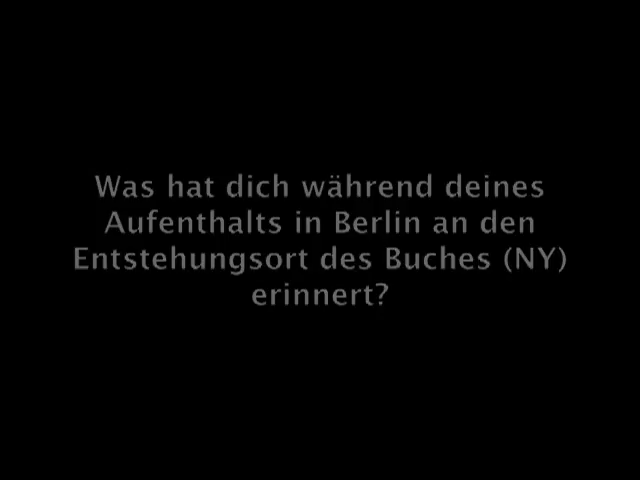 Was hat dich während deines
Aufenthalts in Berlin an den
Entstehungsort des Buches (NY)
erinnert?